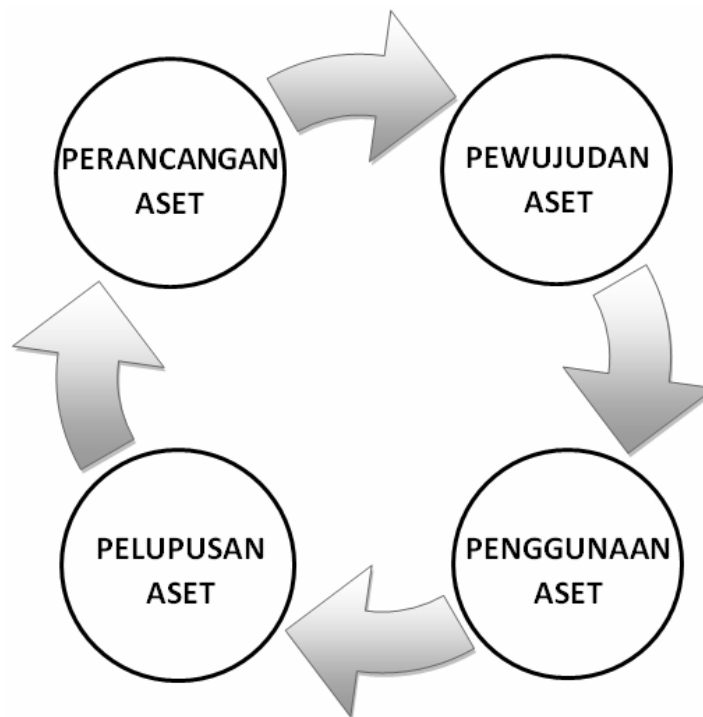 PERANCANGAN
ASET
PEWUJUDAN
ASET
PENGGUNAAN
ASET
PELUPUSAN
ASET